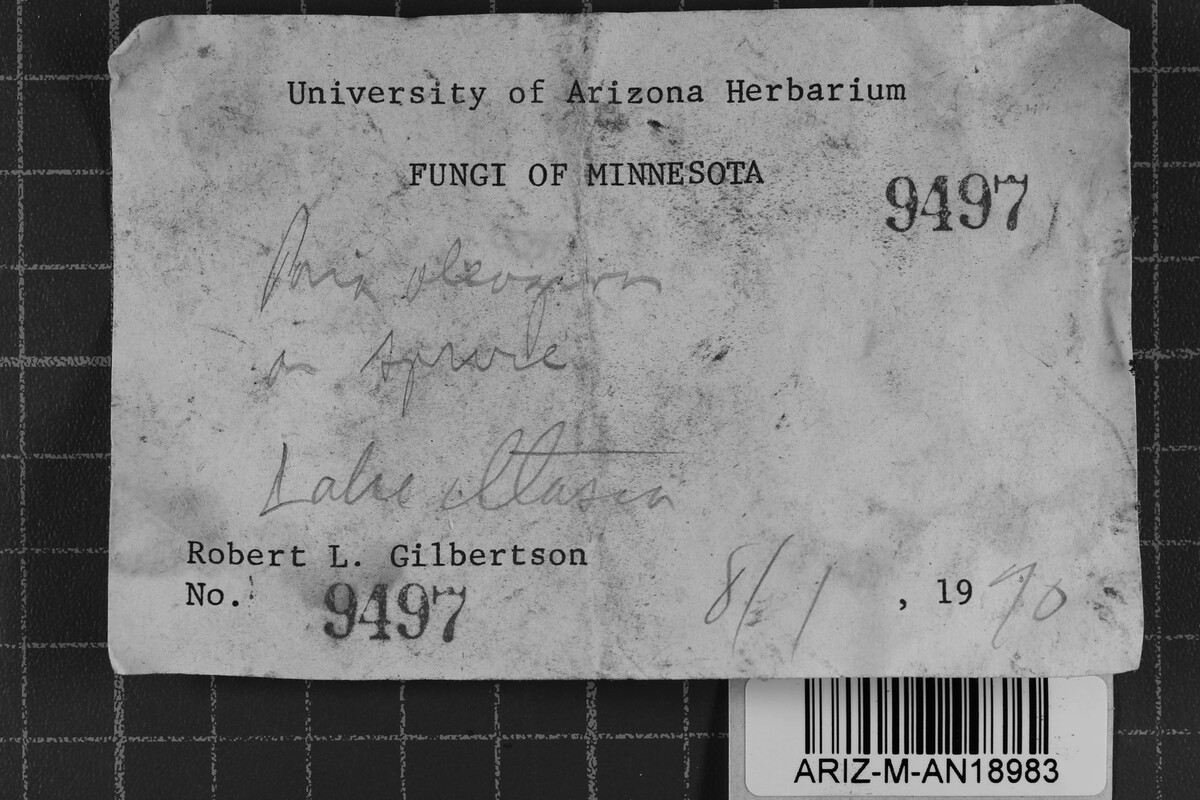 University of Arizona Herbarium
FUNGI OF MINNESOTA
9497
Poria
on spruce
Lake Itasca
Robert L. Gilbertson
No. 9497
8/1, 1970
ARIZ-M-AN18983